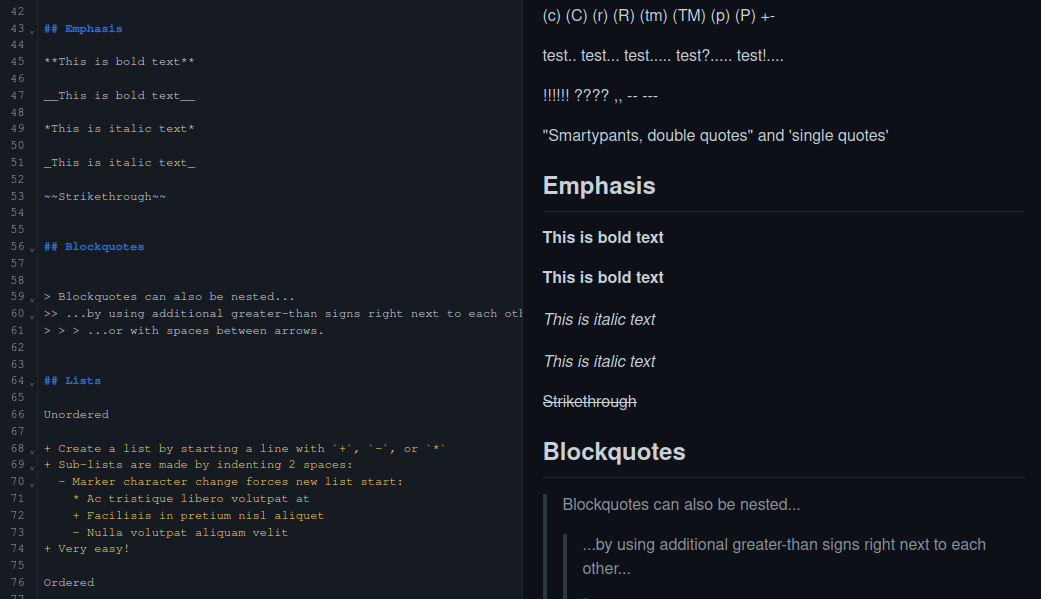 42
43 ## Emphasis
44
45 **This is bold text**
46
47 __This is bold text__
48
49 *This is italic text*
50
51 _This is italic text_
52
53 ~~Strikethrough~~
54
55
56 ## Blockquotes
57
58
59 > Blockquotes can also be nested...
60 >> ...by using additional greater-than signs right next to each oth
61 > > > ...or with spaces between arrows.
62
63
64 ## Lists
65
66 Unordered
67
68 + Create a list by starting a line with `+`, `-`, or `*`
69 + Sub-lists are made by indenting 2 spaces:
70   - Marker character change forces new list start:
71     * Ac tristique libero volutpat at
72     + Facilisis in pretium nisl aliquet
73     - Nulla volutpat aliquam velit
74 + Very easy!
75
76 Ordered
77
(c) (C) (r) (R) (tm) (TM) (p) (P) +-
test.. test... test..... test?..... test!....
!!!!!! ???? ,, -- ---
"Smartypants, double quotes" and 'single quotes'
Emphasis
This is bold text
This is bold text
This is italic text
This is italic text
Strikethrough
Blockquotes
Blockquotes can also be nested...
...by using additional greater-than signs right next to each
other...